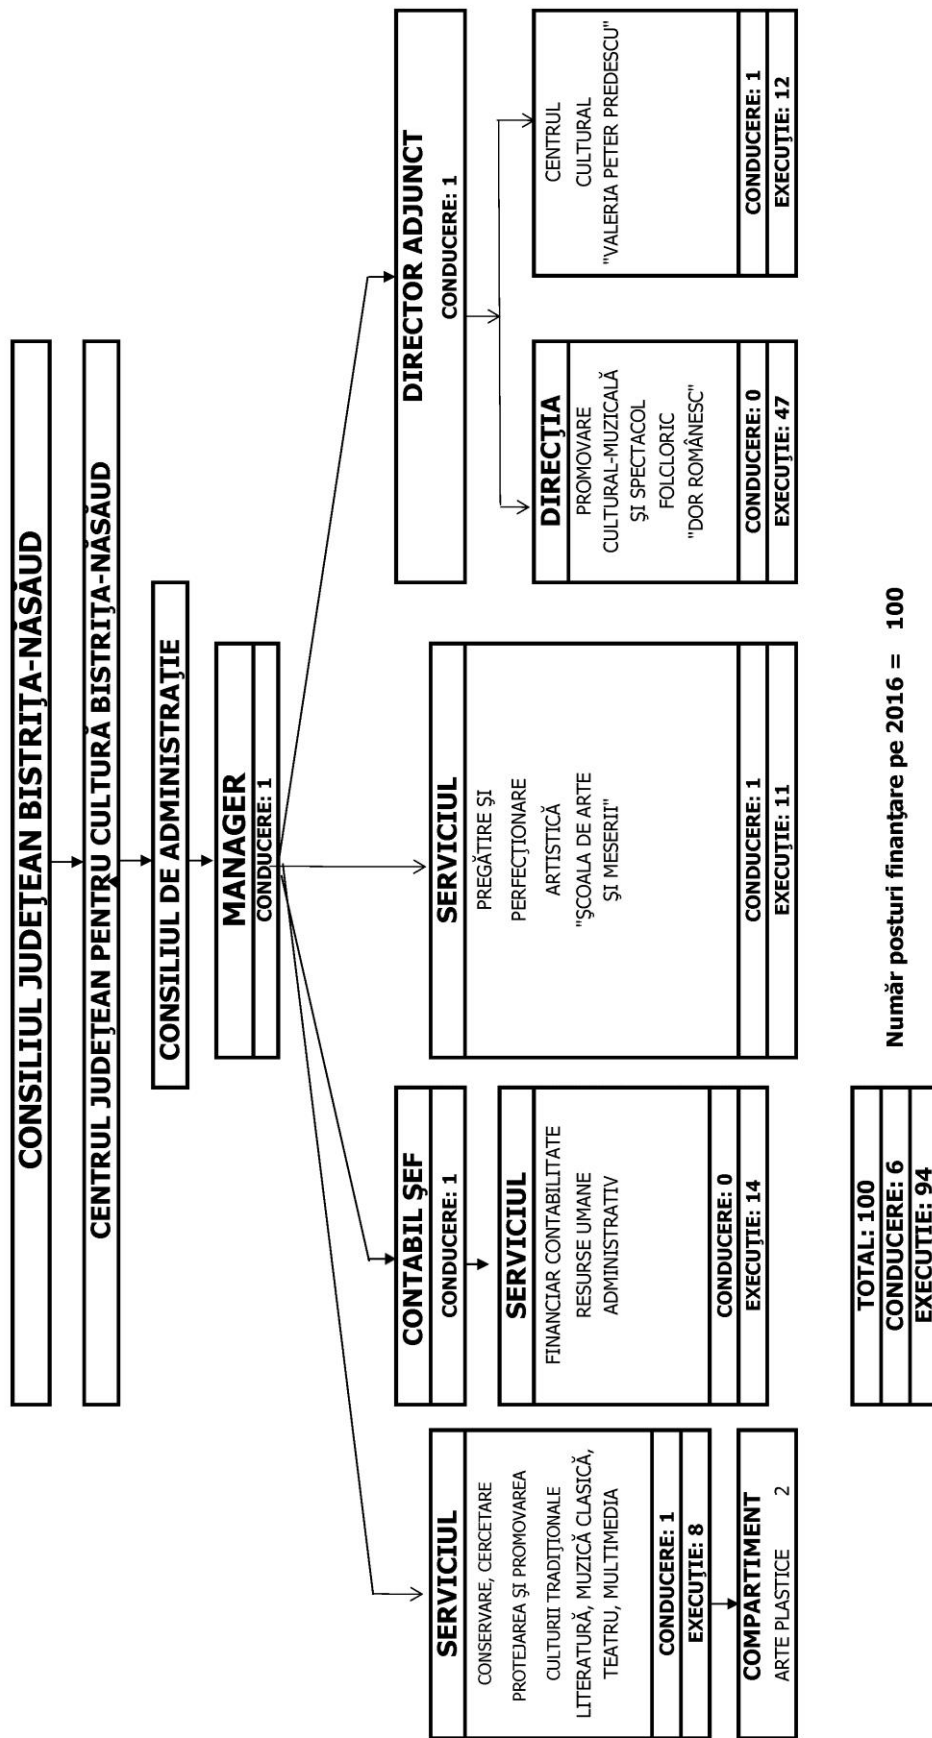 CONSILIUL JUDEŢEAN BISTRIŢA-NĂSĂUD
CENTRUL JUDEŢEAN PENTRU CULTURĂ BISTRIŢA-NĂSĂUD
CONSILIUL DE ADMINISTRAŢIE
MANAGER
CONDUCERE: 1
SERVICIUL
CONSERVARE, CERCETARE
PROTEJAREA ŞI PROMOVAREA
CULTURII TRADIŢIONALE
LITERATURĂ, MUZICĂ CLASICĂ,
TEATRU, MULTIMEDIA
CONDUCERE: 1
EXECUŢIE: 8
COMPARTIMENT
ARTE PLASTICE 2
CONTABIL ŞEF
CONDUCERE: 1
SERVICIUL
FINANCIAR CONTABILITATE
RESURSE UMANE
ADMINISTRATIV
CONDUCERE: 0
EXECUŢIE: 14
SERVICIUL
PREGĂTIRE ŞI
PERFECŢIONARE
ARTISTICĂ
"ŞCOALA DE ARTE
ŞI MESERII"
CONDUCERE: 1
EXECUŢIE: 11
DIRECTOR ADJUNCT
CONDUCERE: 1
DIRECŢIA
PROMOVARE
CULTURAL-MUZICALĂ
ŞI SPECTACOL
FOLCLORIC
"DOR ROMÂNESC"
CONDUCERE: 0
EXECUŢIE: 47
CENTRUL
CULTURAL
"VALERIA PETER PREDESCU"
CONDUCERE: 1
EXECUŢIE: 12
TOTAL: 100
CONDUCERE: 6
EXECUTIE: 94
Număr posturi finanţare pe 2016 = 100